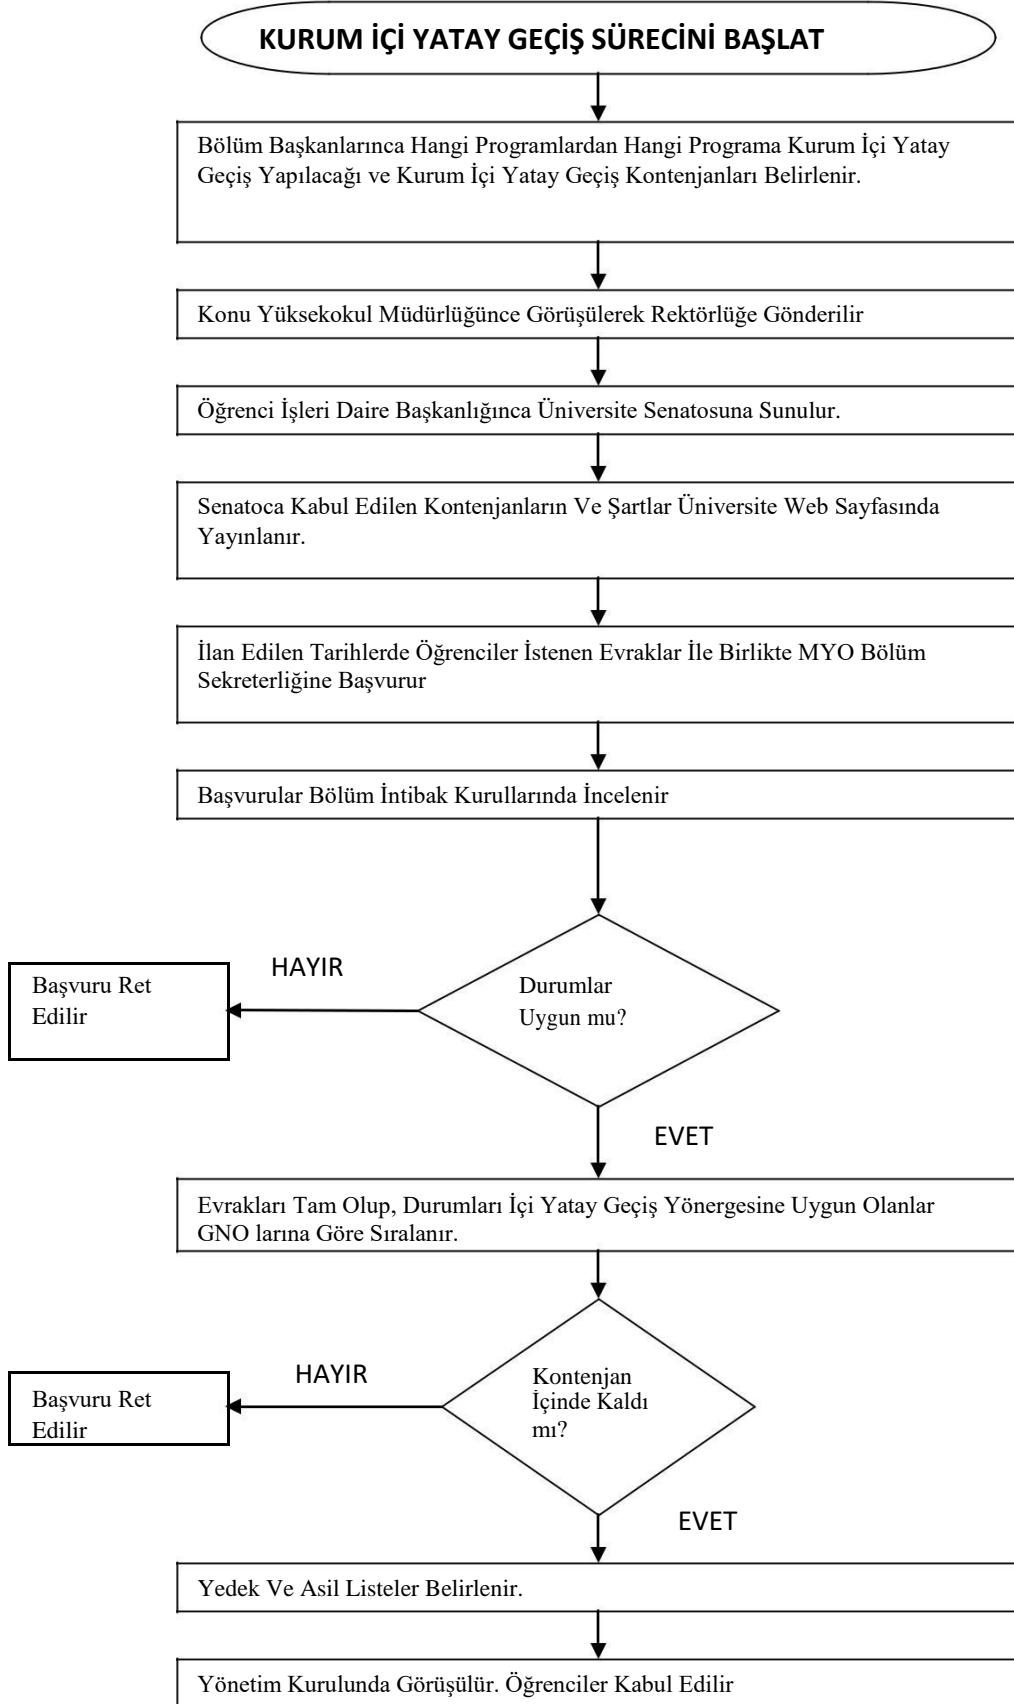 KURUM İÇİ YATAY GEÇİŞ SÜRECİNİ BAŞLAT
Bölüm Başkanlarınca Hangi Programlardan Hangi Programa Kurum İçi Yatay
Geçiş Yapılacağı ve Kurum İçi Yatay Geçiş Kontenjanları Belirlenir.
Konu Yüksekokul Müdürlüğünce Görüşülerek Rektörlüğe Gönderilir
Öğrenci İşleri Daire Başkanlığınca Üniversite Senatosuna Sunulur.
Senatoca Kabul Edilen Kontenjanların Ve Şartlar Üniversite Web Sayfasında
Yayınlanır.
İlan Edilen Tarihlerde Öğrenciler İstenen Evraklar İle Birlikte MYO Bölüm
Sekreterliğine Başvurur
Başvurular Bölüm İntibak Kurullarında İncelenir
HAYIR
Başvuru Ret
Edilir
Durumlar
Uygun mu?
EVET
Evrakları Tam Olup, Durumları İçi Yatay Geçiş Yönergesine Uygun Olanlar
GNO larına Göre Sıralanır.
HAYIR
Başvuru Ret
Edilir
Kontenjan
İçinde Kaldı
mı?
EVET
Yedek Ve Asil Listeler Belirlenir.
Yönetim Kurulunda Görüşülür. Öğrenciler Kabul Edilir